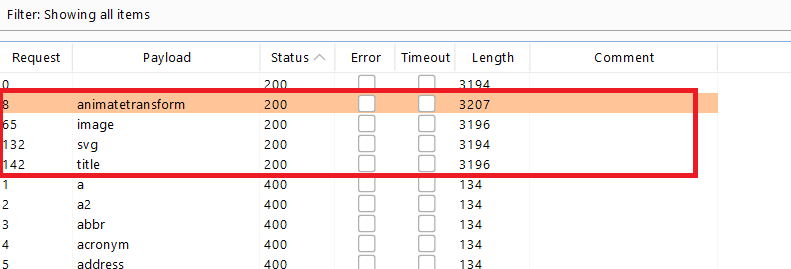 Filter: Showing all items
Request Payload Status Error Timeout Length Comment
0 200 3194
8 animatetransform 200 3207
65 image 200 3196
132 svg 200 3194
142 title 200 3196
1 a 400 134
2 a2 400 134
3 abbr 400 134
4 acronym 400 134
5 address 400 134